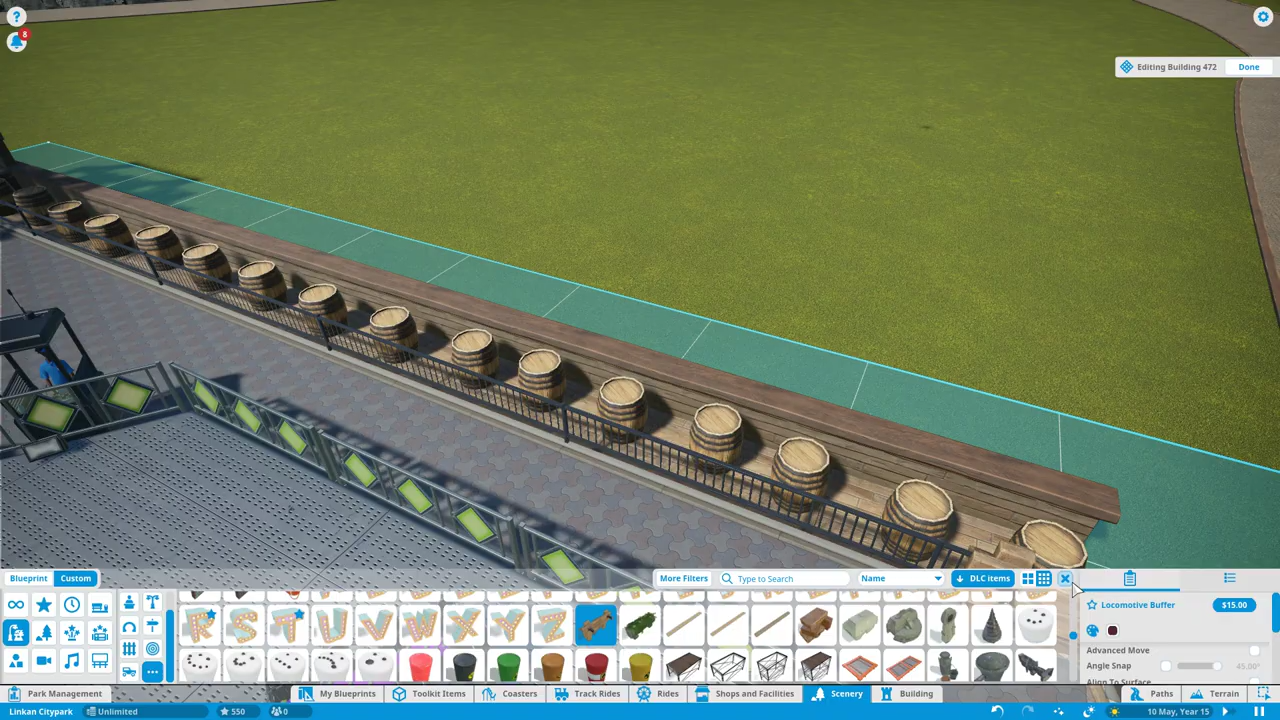 ?
8
Editing Building 472
Done
Blueprint
Custom
More Filters
Type to Search
Name
DLC items
Locomotive Buffer
$15.00
Advanced Move
Angle Snap
45.00°
R S T U V W X Y Z
Park Management
My Blueprints
Toolkit Items
Coasters
Track Rides
Rides
Shops and Facilities
Scenery
Building
Paths
Terrain
Linkan Citypark
Unlimited
550
0
10 May, Year 15